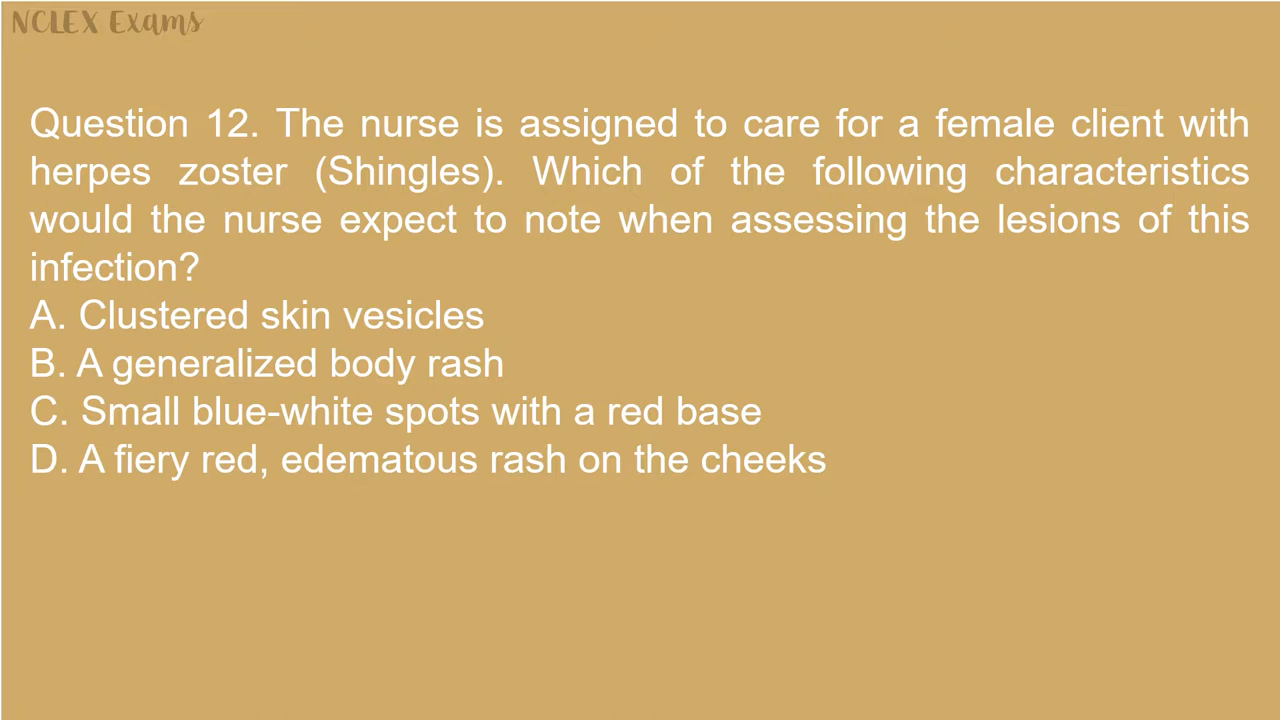 NCLEX Exams
Question 12. The nurse is assigned to care for a female client with
herpes zoster (Shingles). Which of the following characteristics
would the nurse expect to note when assessing the lesions of this
infection?
A. Clustered skin vesicles
B. A generalized body rash
C. Small blue-white spots with a red base
D. A fiery red, edematous rash on the cheeks